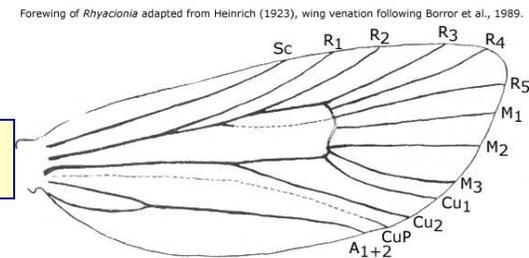 Forewing of Rhyacionia adapted from Heinrich (1923), wing venation following Borror et al., 1989.
Sc
R1
R2
R3
R4
R5
M1
M2
M3
Cu1
Cu2
CuP
A1+2